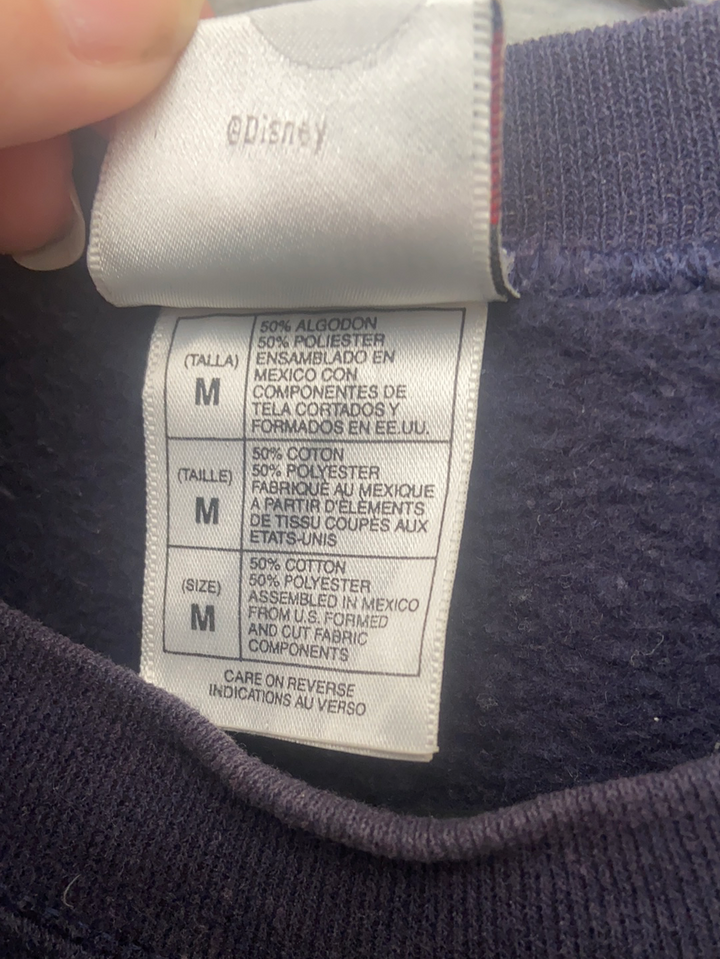 @Disney
(TALLA)
M
50% ALGODON
50% POLIESTER
ENSAMBLADO EN
MEXICO CON
COMPONENTES DE
TELA CORTADOS Y
FORMADOS EN EE.UU.
(TAILLE)
M
50% COTON
50% POLYESTER
FABRIQUÉ AU MEXIQUE
A PARTIR D'ELEMENTS
DE TISSU COUPÉS AUX
ETATS-UNIS
(SIZE)
M
50% COTTON
50% POLYESTER
ASSEMBLED IN MEXICO
FROM U.S. FORMED
AND CUT FABRIC
COMPONENTS
CARE ON REVERSE
INDICATIONS AU VERSO